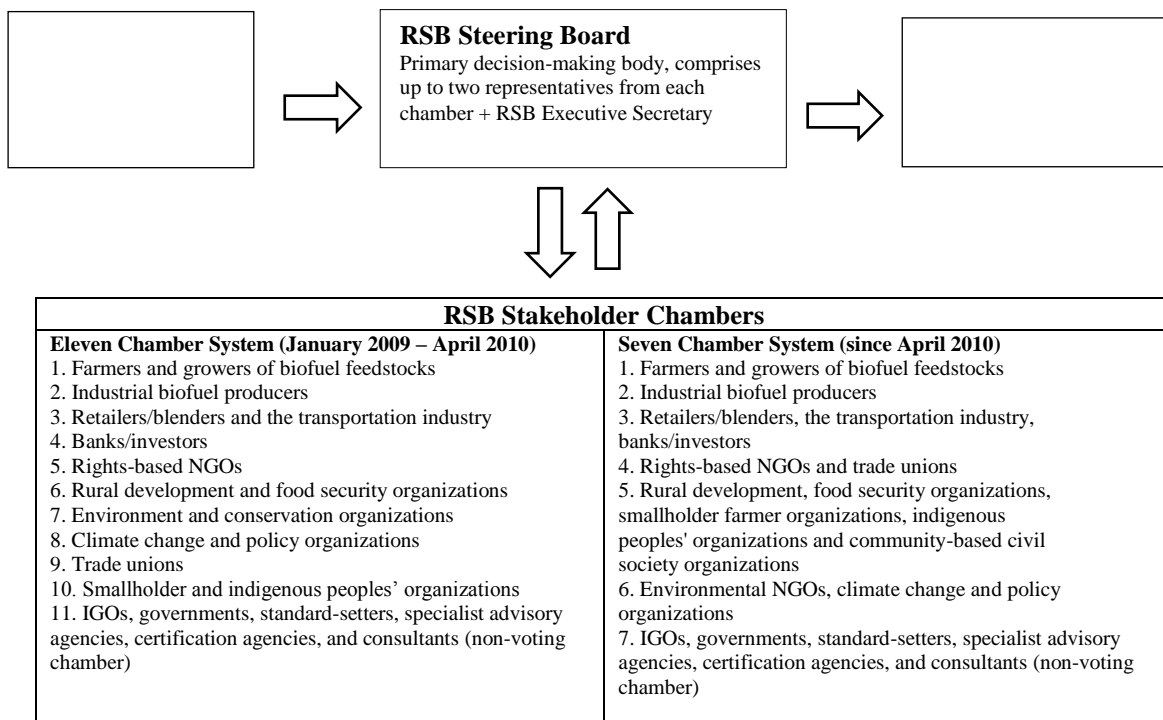 RSB Steering Board
Primary decision-making body, comprises
up to two representatives from each
chamber + RSB Executive Secretary
RSB Stakeholder Chambers
Eleven Chamber System (January 2009 – April 2010)
1. Farmers and growers of biofuel feedstocks
2. Industrial biofuel producers
3. Retailers/blenders and the transportation industry
4. Banks/investors
5. Rights-based NGOs
6. Rural development and food security organizations
7. Environment and conservation organizations
8. Climate change and policy organizations
9. Trade unions
10. Smallholder and indigenous peoples’ organizations
11. IGOs, governments, standard-setters, specialist advisory
agencies, certification agencies, and consultants (non-voting
chamber)
Seven Chamber System (since April 2010)
1. Farmers and growers of biofuel feedstocks
2. Industrial biofuel producers
3. Retailers/blenders, the transportation industry,
banks/investors
4. Rights-based NGOs and trade unions
5. Rural development, food security organizations,
smallholder farmer organizations, indigenous
peoples' organizations and community-based civil
society organizations
6. Environmental NGOs, climate change and policy
organizations
7. IGOs, governments, standard-setters, specialist advisory
agencies, certification agencies, and consultants (non-voting
chamber)